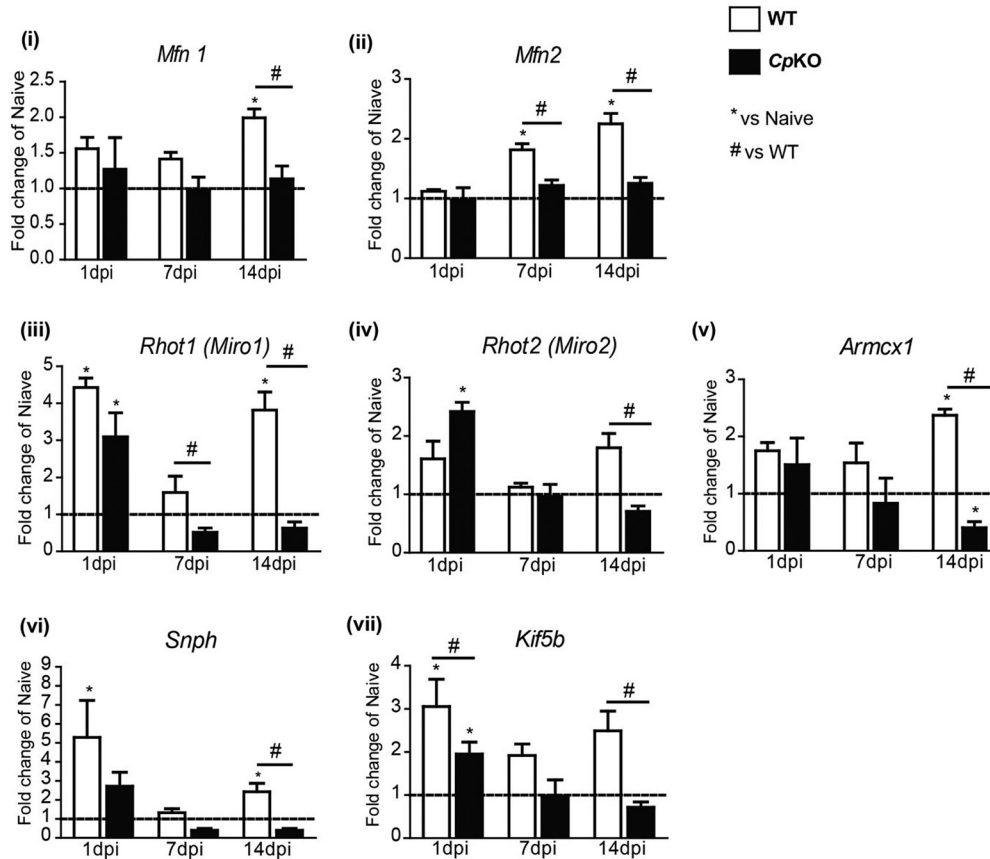 WT
CpKO
* vs Naive
# vs WT
(i)
Mfn 1
Fold change of Naive
2.5
2.0
1.5
1.0
0.5
0.0
*
#
1dpi 7dpi 14dpi
(ii)
Mfn2
Fold change of Naive
3
2
1
0
* #
* #
1dpi 7dpi 14dpi
(iii)
Rhot1 (Miro1)
Fold change of Naive
5
4
3
2
1
0
* *
#
* #
1dpi 7dpi 14dpi
(iv)
Rhot2 (Miro2)
Fold change of Naive
3
2
1
0
*
#
1dpi 7dpi 14dpi
(v)
Armcx1
Fold change of Naive
3
2
1
0
* #
*
1dpi 7dpi 14dpi
(vi)
Snph
Fold change of Naive
9
8
7
6
5
4
3
2
1
0
*
* #
1dpi 7dpi 14dpi
(vii)
Kif5b
Fold change of Naive
4
3
2
1
0
* #
*
#
1dpi 7dpi 14dpi